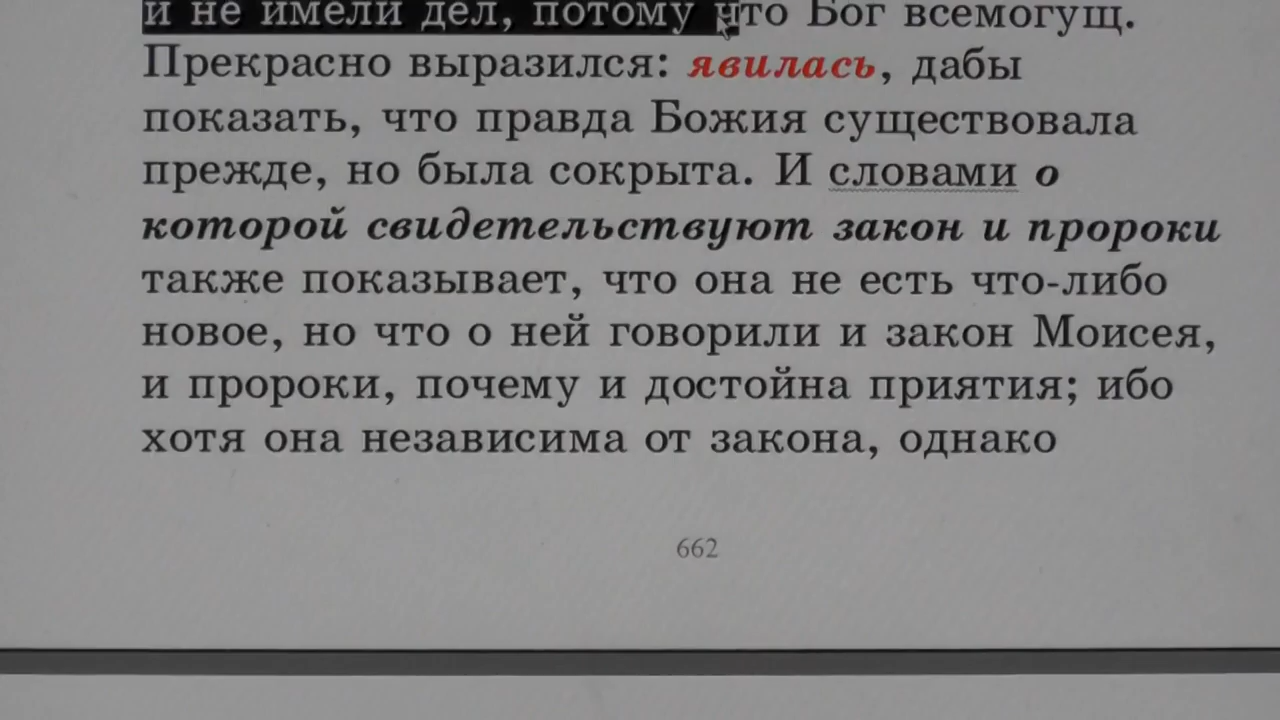 и не имели дел, потому что Бог всемогущ.
Прекрасно выразился: явилась, дабы
показать, что правда Божия существовала
прежде, но была сокрыта. И словами о
которой свидетельствуют закон и пророки
также показывает, что она не есть что-либо
новое, но что о ней говорили и закон Моисея,
и пророки, почему и достойна приятия; ибо
хотя она независима от закона, однако
662